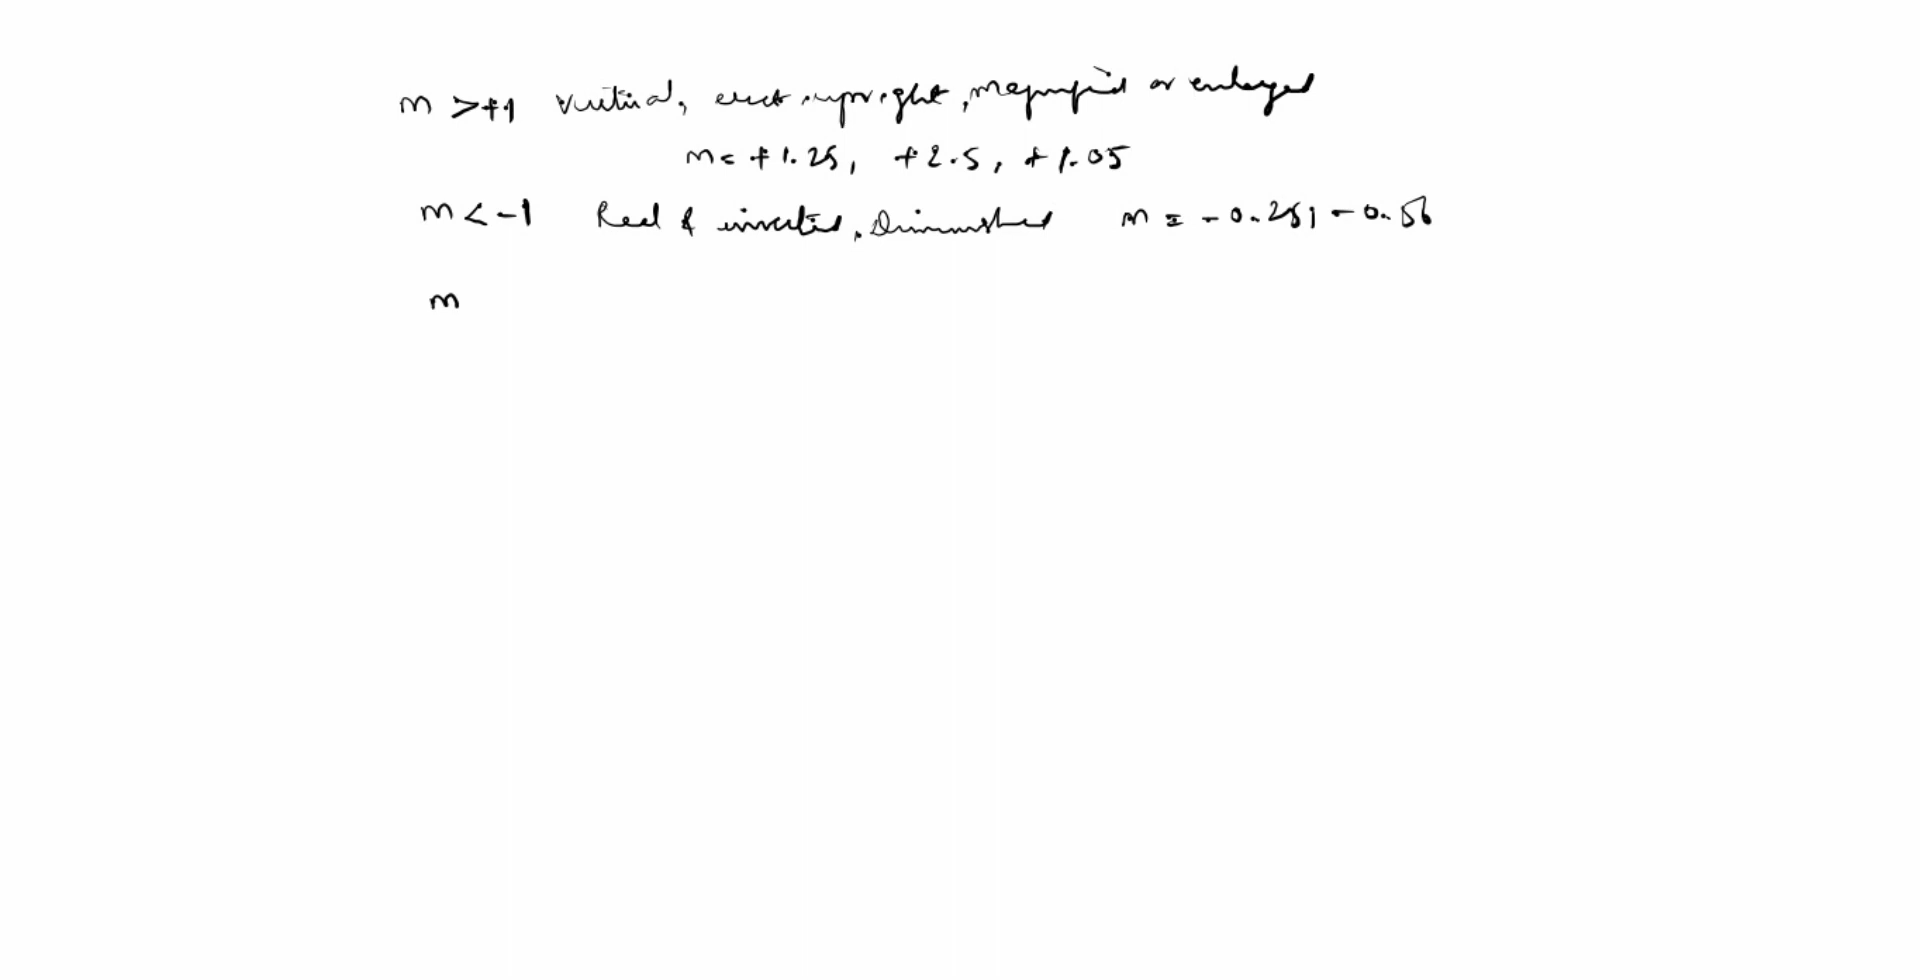 m > +1 virtual, erect, upright, magnified or enlarged
m = +1.25, +2.5, +1.05
m < -1 Real & inverted, Diminished m = -0.25, -0.56
m